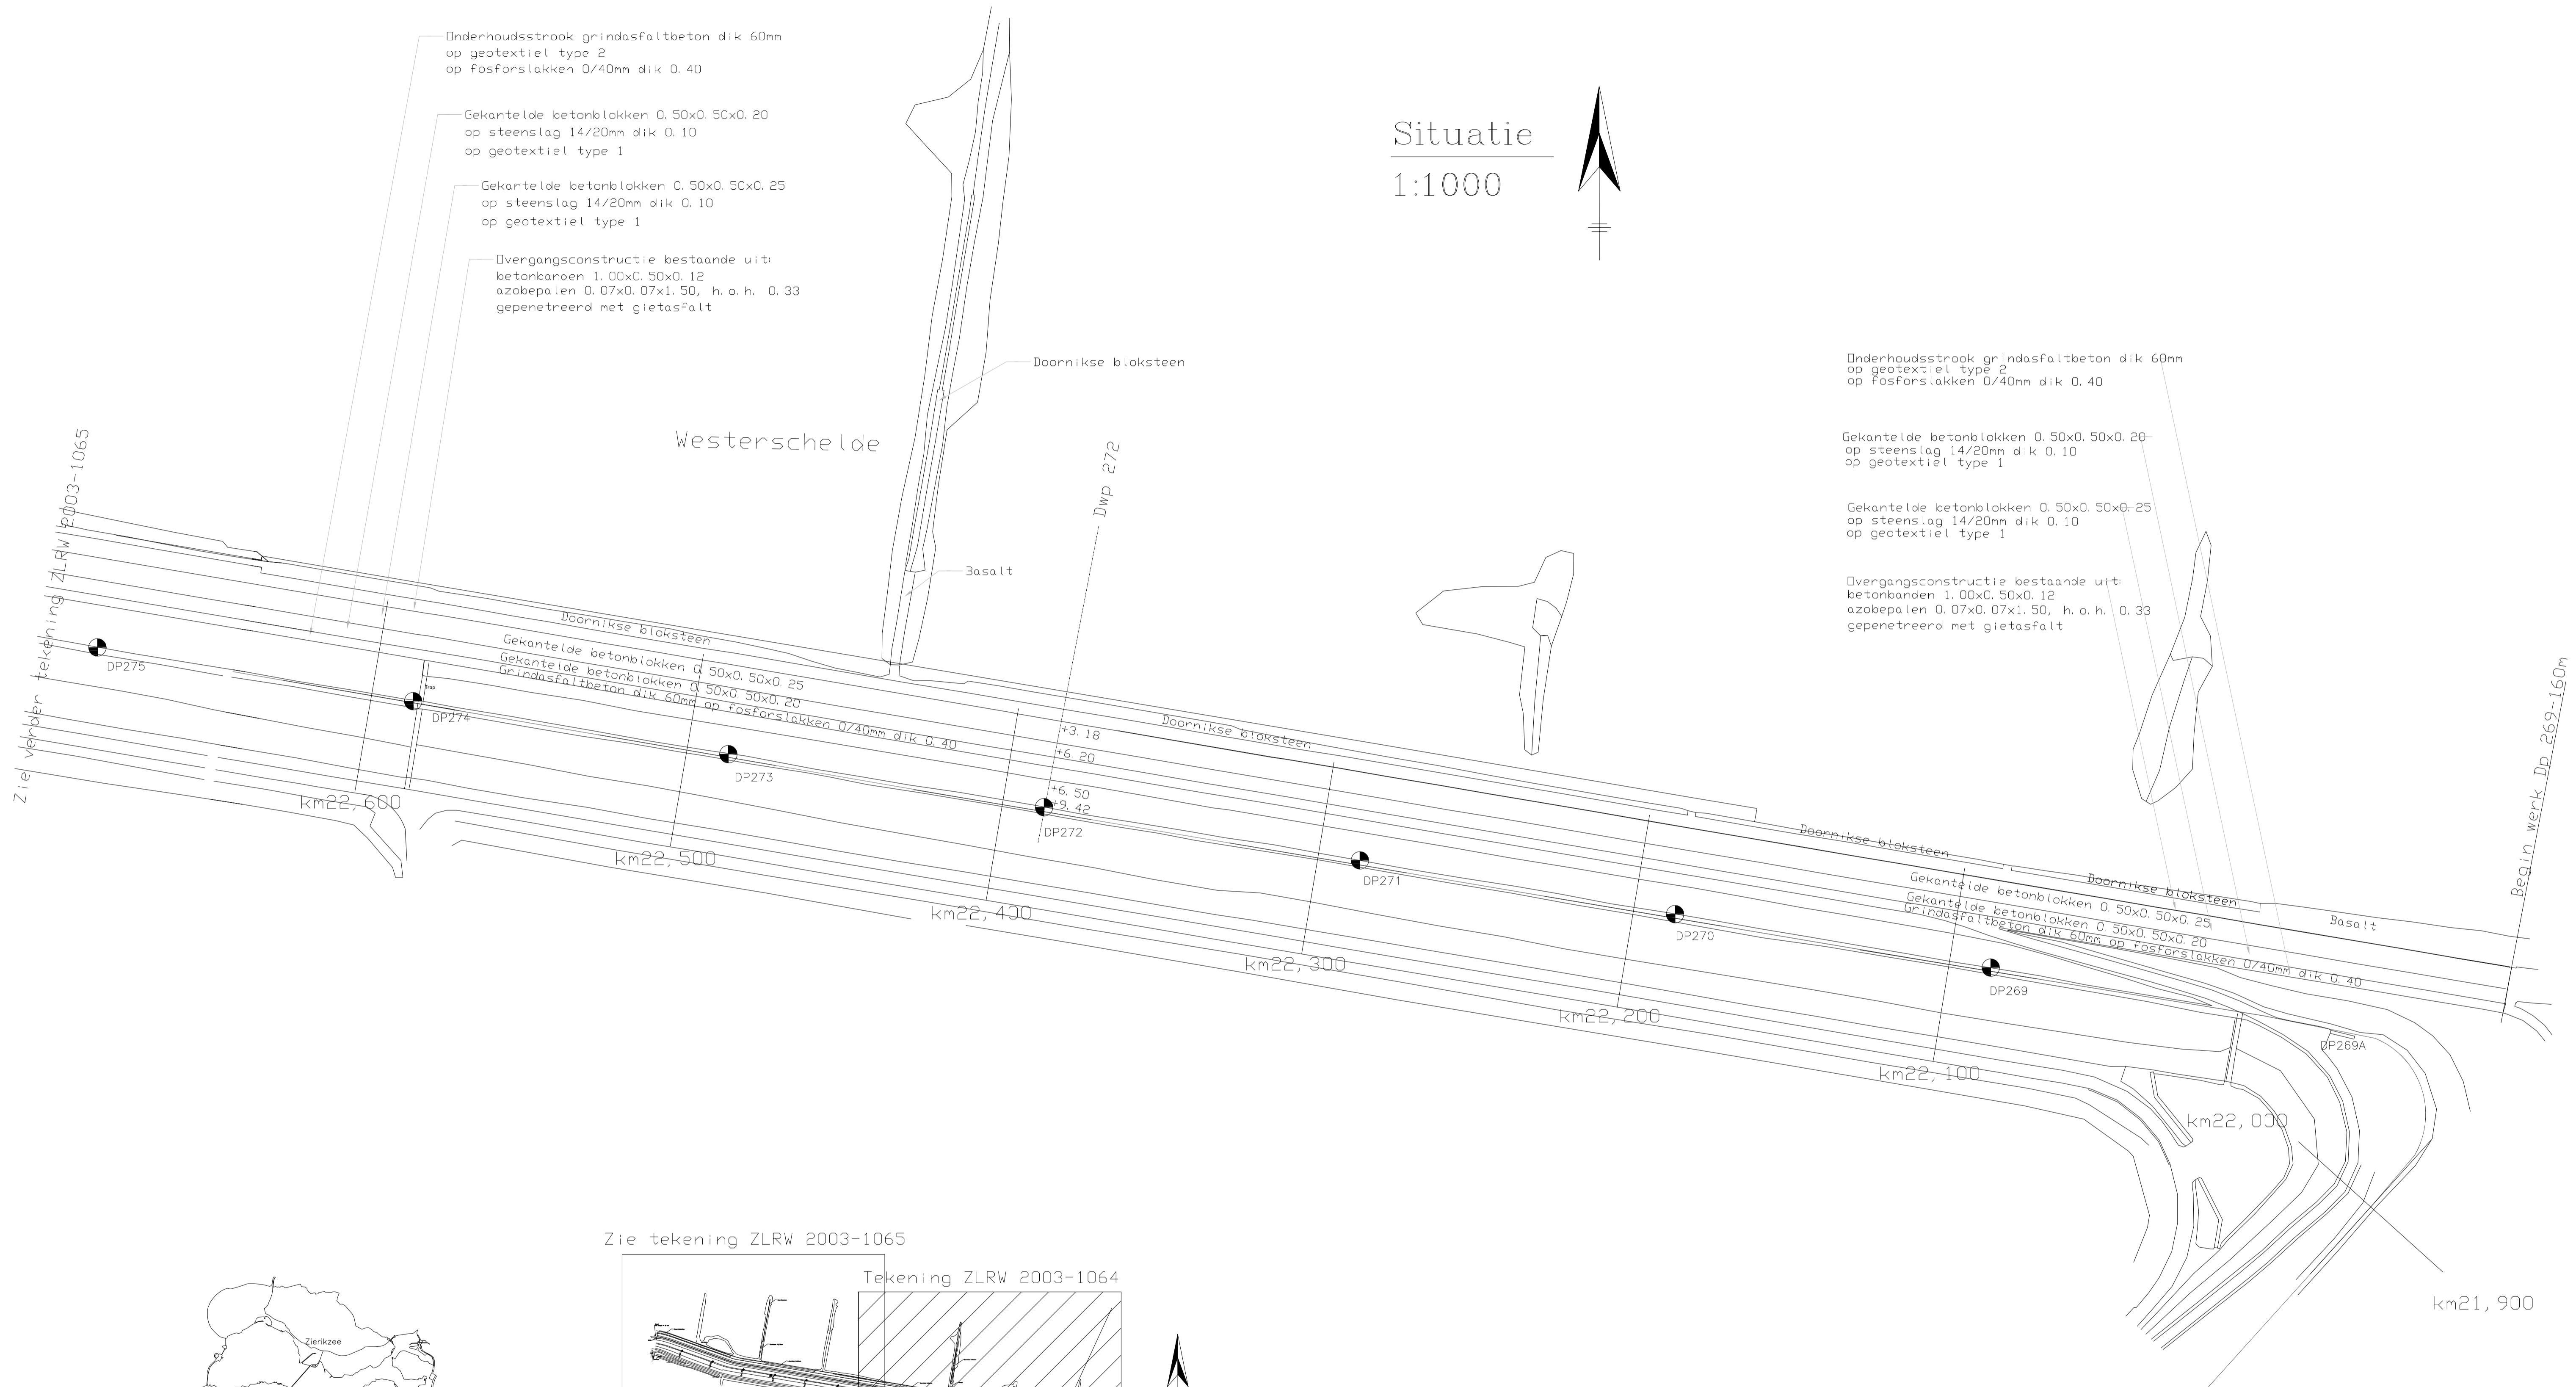 Onderhoudsstrook grindasfaltbeton dik 60mm
op geotextiel type 2
op fosforslakken 0/40mm dik 0.40
Gekantelde betonblokken 0.50x0.50x0.20
op steenslag 14/20mm dik 0.10
op geotextiel type 1
Gekantelde betonblokken 0.50x0.50x0.25
op steenslag 14/20mm dik 0.10
op geotextiel type 1
Overgangsconstructie bestaande uit:
betonbanden 1.00x0.50x0.12
azobepalen 0.07x0.07x1.50, h.o.h. 0.33
gepenetreerd met gietasfalt
Situatie
1:1000
Doornikse bloksteen
Westerschelde
Dwp 272
Basalt
Onderhoudsstrook grindasfaltbeton dik 60mm
op geotextiel type 2
op fosforslakken 0/40mm dik 0.40
Gekantelde betonblokken 0.50x0.50x0.20
op steenslag 14/20mm dik 0.10
op geotextiel type 1
Gekantelde betonblokken 0.50x0.50x0.25
op steenslag 14/20mm dik 0.10
op geotextiel type 1
Overgangsconstructie bestaande uit:
betonbanden 1.00x0.50x0.12
azobepalen 0.07x0.07x1.50, h.o.h. 0.33
gepenetreerd met gietasfalt
Zie verder tekening ZLRW 2003-1065
Doornikse bloksteen
Gekantelde betonblokken 0.50x0.50x0.25
Gekantelde betonblokken 0.50x0.50x0.20
Grindasfaltbeton dik 60mm op fosforslakken 0/40mm dik 0.40
DP275
Trap
DP274
DP273
+3.18
+6.20
+6.50
+9.42
DP272
Doornikse bloksteen
DP271
DP270
Doornikse bloksteen
Doornikse bloksteen
Basalt
Gekantelde betonblokken 0.50x0.50x0.25
Gekantelde betonblokken 0.50x0.50x0.20
Grindasfaltbeton dik 60mm op fosforslakken 0/40mm dik 0.40
DP269
DP269A
Begin werk Dp 269-160m
km22,600
km22,500
km22,400
km22,300
km22,200
km22,100
km22,000
km21,900
Zie tekening ZLRW 2003-1065
Tekening ZLRW 2003-1064
Zierikzee